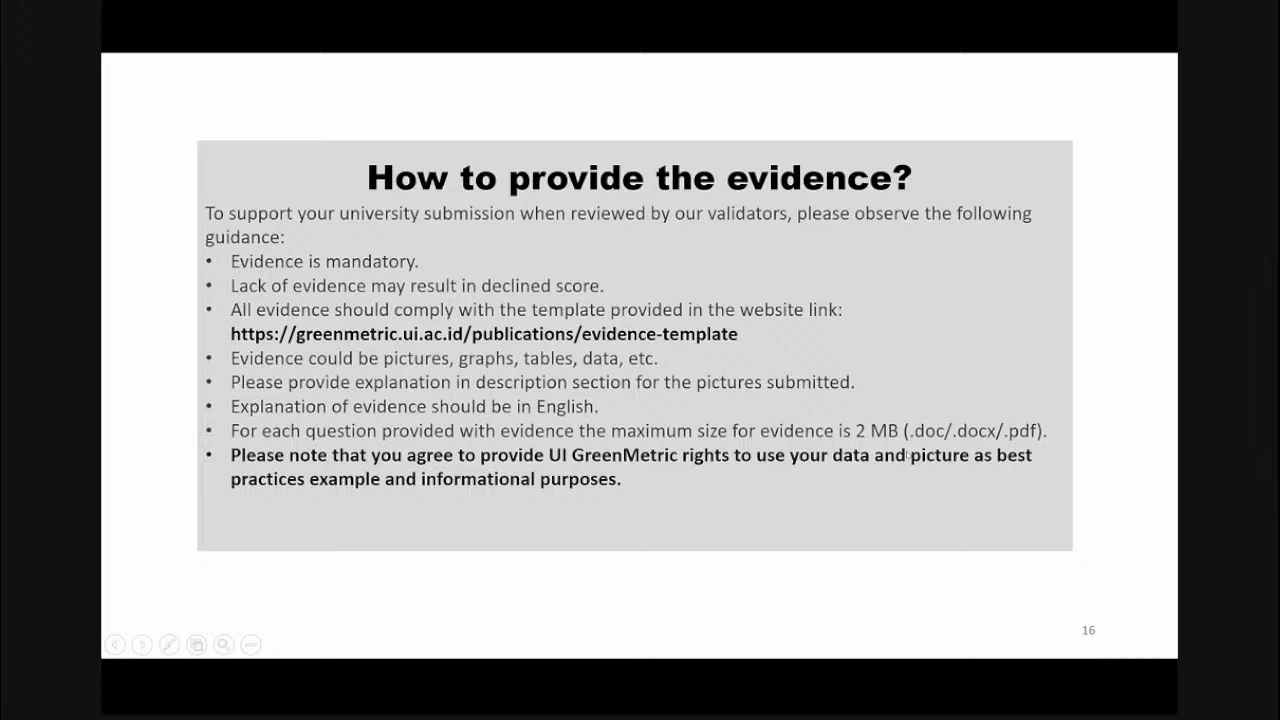 How to provide the evidence?
To support your university submission when reviewed by our validators, please observe the following
guidance:
• Evidence is mandatory.
• Lack of evidence may result in declined score.
• All evidence should comply with the template provided in the website link:
https://greenmetric.ui.ac.id/publications/evidence-template
• Evidence could be pictures, graphs, tables, data, etc.
• Please provide explanation in description section for the pictures submitted.
• Explanation of evidence should be in English.
• For each question provided with evidence the maximum size for evidence is 2 MB (.doc/.docx/.pdf).
• Please note that you agree to provide UI GreenMetric rights to use your data and picture as best
practices example and informational purposes.
16